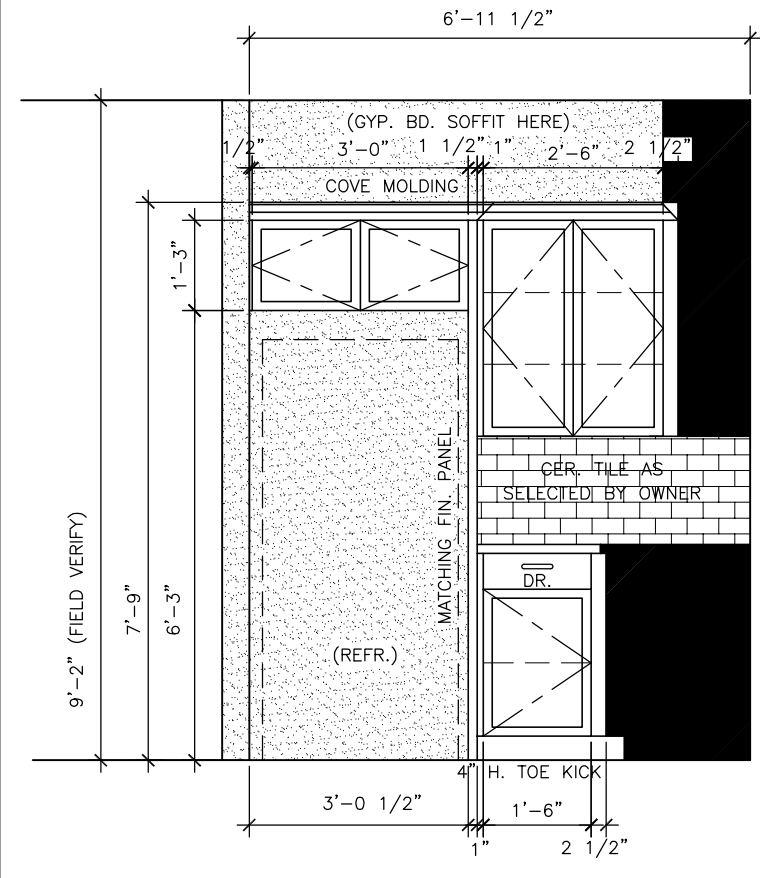 6'-11 1/2"
(GYP. BD. SOFFIT HERE)
1/2" 3'-0" 1 1/2" 1" 2'-6" 2 1/2"
COVE MOLDING
1'-3"
CER. TILE AS
SELECTED BY OWNER
MATCHING FIN. PANEL
9'-2" (FIELD VERIFY)
7'-9"
6'-3"
DR.
(REFR.)
4" H. TOE KICK
3'-0 1/2"
1'-6"
1" 2 1/2"